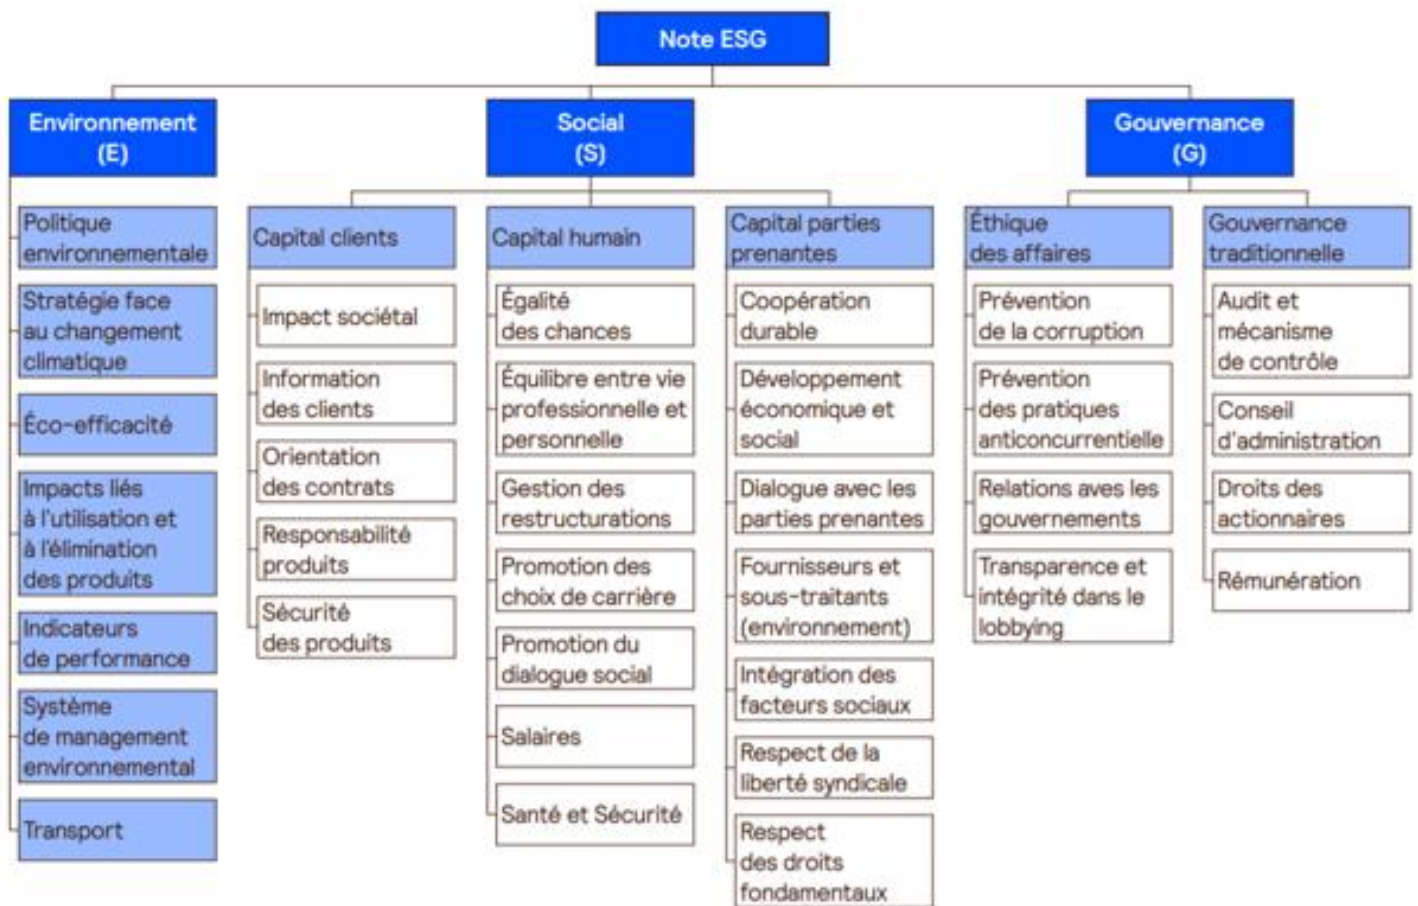 Note ESG
Environnement
(E)
Politique
environnementale
Stratégie face
au changement
climatique
Éco-efficacité
Impacts liés
à l'utilisation et
à l'élimination
des produits
Indicateurs
de performance
Système
de management
environnemental
Transport
Social
(S)
Capital clients
Impact sociétal
Information
des clients
Orientation
des contrats
Responsabilité
produits
Sécurité
des produits
Capital humain
Égalité
des chances
Équilibre entre vie
professionnelle et
personnelle
Gestion des
restructurations
Promotion des
choix de carrière
Promotion du
dialogue social
Salaires
Santé et Sécurité
Capital parties
prenantes
Coopération
durable
Développement
économique et
social
Dialogue avec les
parties prenantes
Fournisseurs et
sous-traitants
(environnement)
Intégration des
facteurs sociaux
Respect de la
liberté syndicale
Respect
des droits
fondamentaux
Gouvernance
(G)
Éthique
des affaires
Prévention
de la corruption
Prévention
des pratiques
anticoncurrentielle
Relations aves les
gouvernements
Transparence et
intégrité dans le
lobbying
Gouvernance
traditionnelle
Audit et
mécanisme
de contrôle
Conseil
d'administration
Droits des
actionnaires
Rémunération